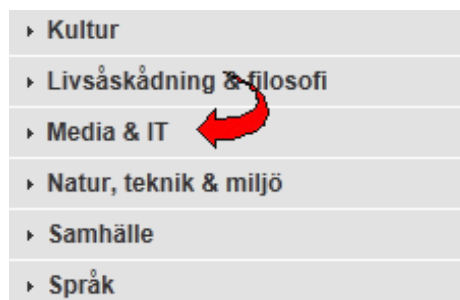 Kultur
Livsåskådning & filosofi
Media & IT
Natur, teknik & miljö
Samhälle
Språk